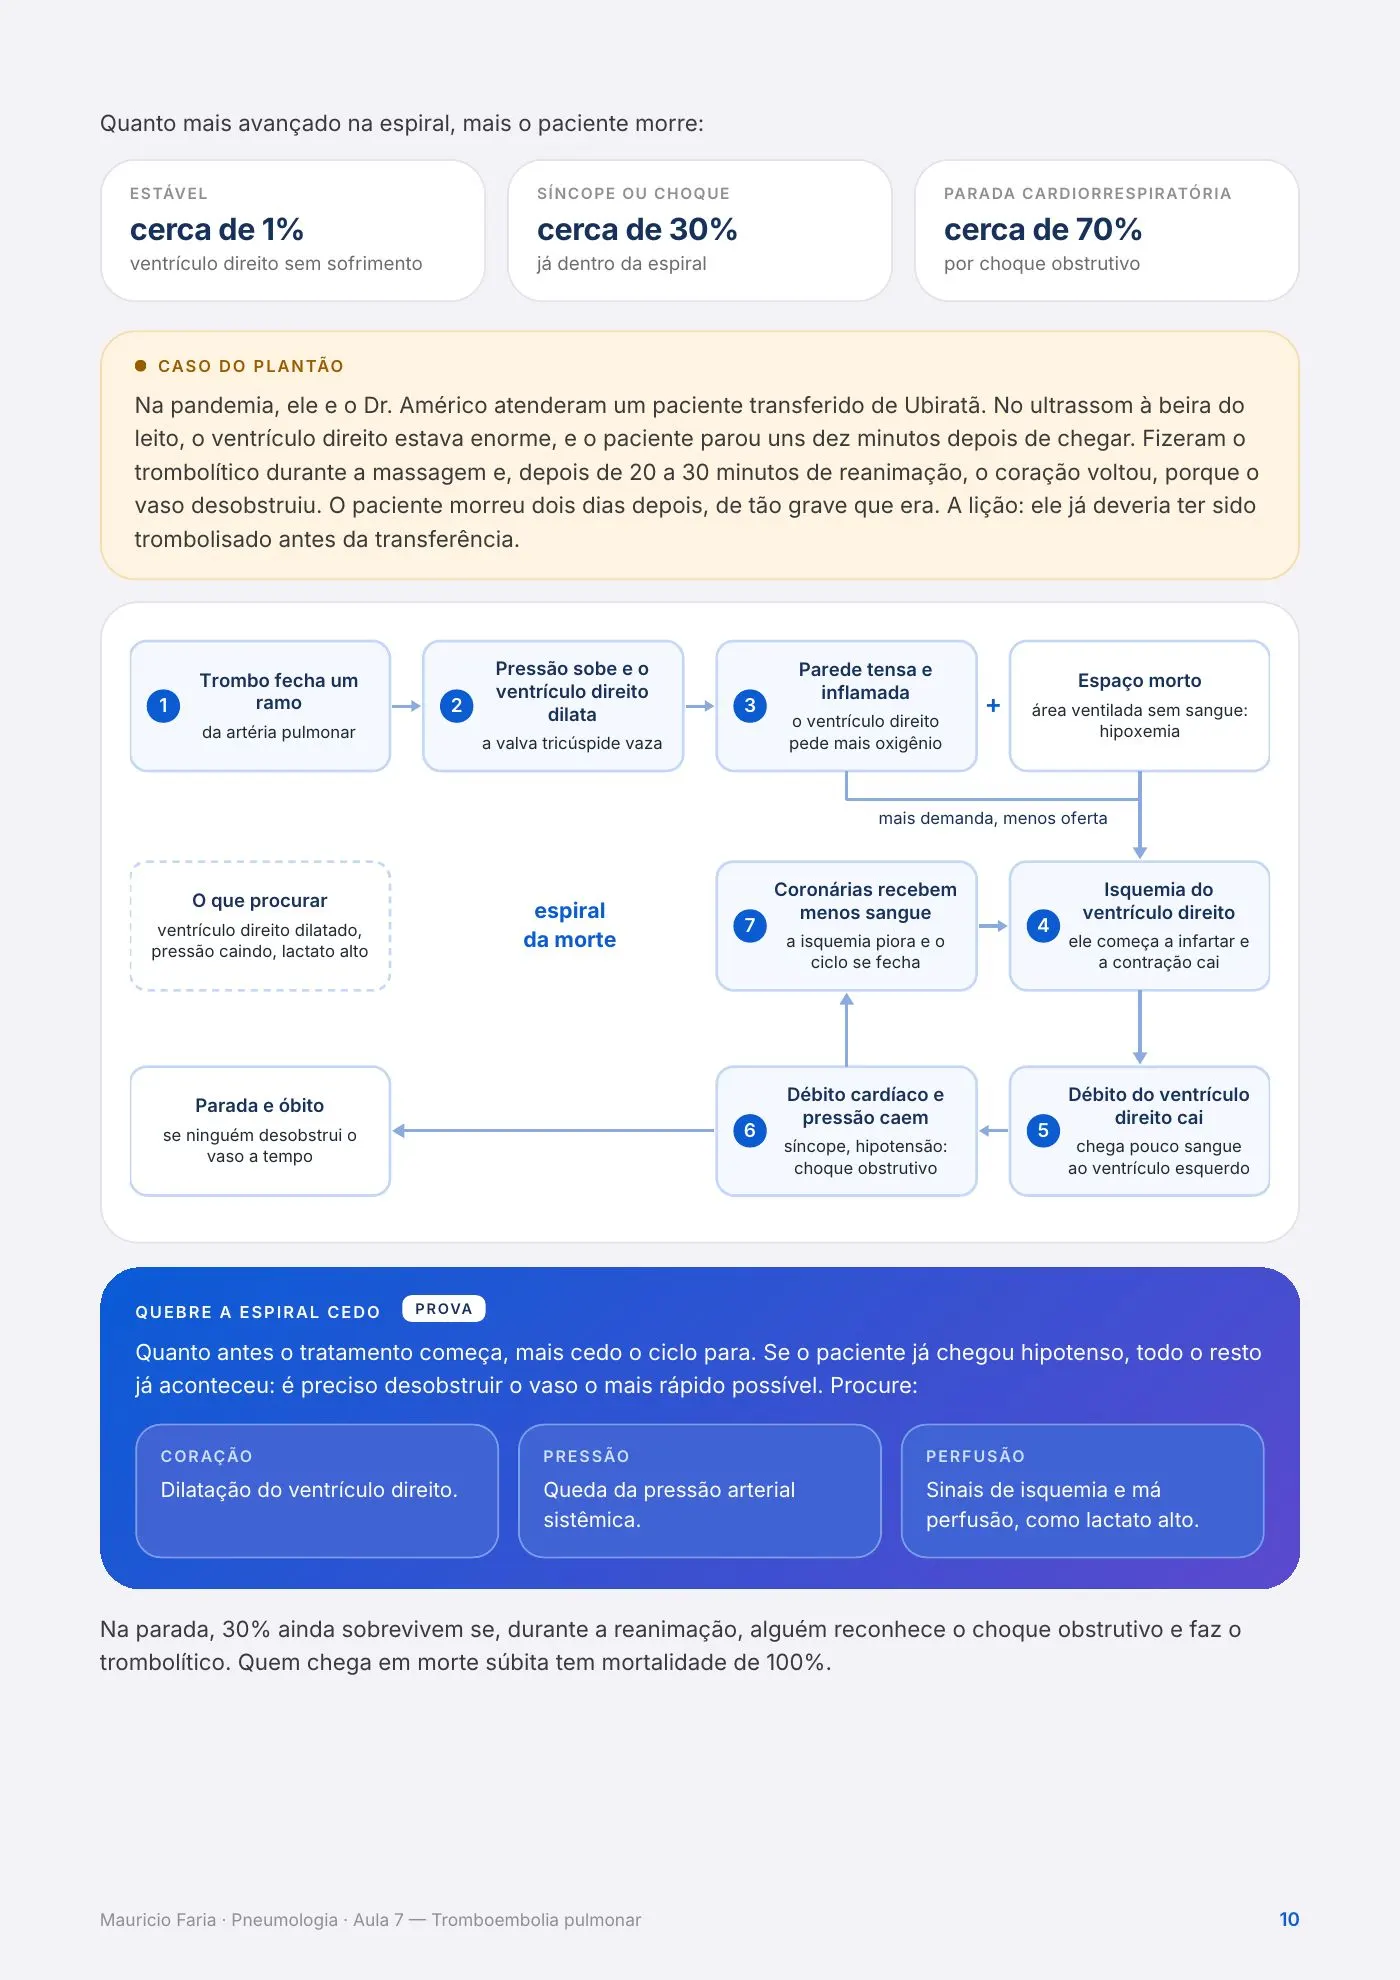 Quanto mais avançado na espiral, mais o paciente morre:
ESTÁVEL
cerca de 1%
ventrículo direito sem sofrimento
SÍNCOPE OU CHOQUE
cerca de 30%
já dentro da espiral
PARADA CARDIORRESPIRATÓRIA
cerca de 70%
por choque obstrutivo
CASO DO PLANTÃO
Na pandemia, ele e o Dr. Américo atenderam um paciente transferido de Ubiratã. No ultrassom à beira do
leito, o ventrículo direito estava enorme, e o paciente parou uns dez minutos depois de chegar. Fizeram o
trombolítico durante a massagem e, depois de 20 a 30 minutos de reanimação, o coração voltou, porque o
vaso desobstruiu. O paciente morreu dois dias depois, de tão grave que era. A lição: ele já deveria ter sido
trombolisado antes da transferência.
1
Trombo fecha um
ramo
da artéria pulmonar
2
Pressão sobe e o
ventrículo direito
dilata
a valva tricúspide vaza
3
Parede tensa e
inflamada
o ventrículo direito
pede mais oxigênio
+
Espaço morto
área ventilada sem sangue:
hipoxemia
mais demanda, menos oferta
O que procurar
ventrículo direito dilatado,
pressão caindo, lactato alto
espiral
da morte
7
Coronárias recebem
menos sangue
a isquemia piora e o
ciclo se fecha
4
Isquemia do
ventrículo direito
ele começa a infartar e
a contração cai
Parada e óbito
se ninguém desobstrui o
vaso a tempo
6
Débito cardíaco e
pressão caem
síncope, hipotensão:
choque obstrutivo
5
Débito do ventrículo
direito cai
chega pouco sangue
ao ventrículo esquerdo
QUEBRE A ESPIRAL CEDO PROVA
Quanto antes o tratamento começa, mais cedo o ciclo para. Se o paciente já chegou hipotenso, todo o resto
já aconteceu: é preciso desobstruir o vaso o mais rápido possível. Procure:
CORAÇÃO
Dilatação do ventrículo direito.
PRESSÃO
Queda da pressão arterial
sistêmica.
PERFUSÃO
Sinais de isquemia e má
perfusão, como lactato alto.
Na parada, 30% ainda sobrevivem se, durante a reanimação, alguém reconhece o choque obstrutivo e faz o
trombolítico. Quem chega em morte súbita tem mortalidade de 100%.
Mauricio Faria · Pneumologia · Aula 7 — Tromboembolia pulmonar
10